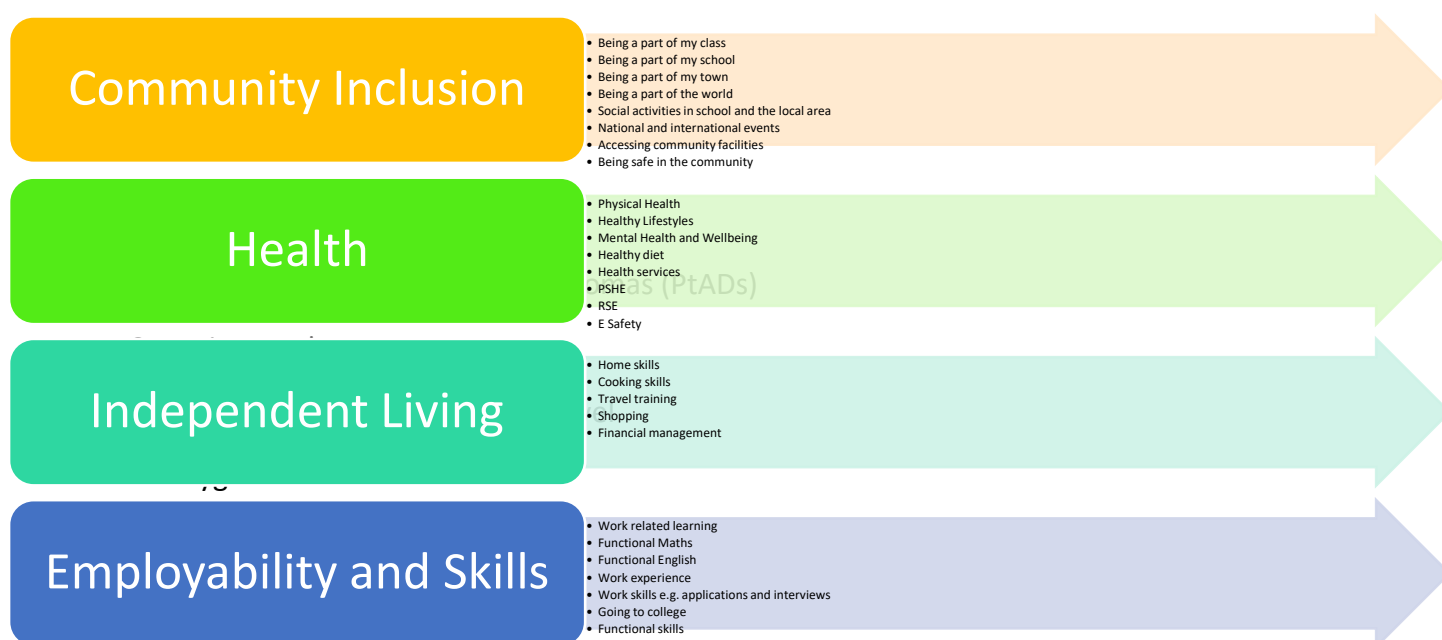 Community Inclusion
• Being a part of my class
• Being a part of my school
• Being a part of my town
• Being a part of the world
• Social activities in school and the local area
• National and international events
• Accessing community facilities
• Being safe in the community
Health
• Physical Health
• Healthy Lifestyles
• Mental Health and Wellbeing
• Healthy diet
• Health services
(PtADs)
• PSHE
• RSE
• E Safety
Independent Living
• Home skills
• Cooking skills
• Travel training
• Shopping
• Financial management
Employability and Skills
• Work related learning
• Functional Maths
• Functional English
• Work experience
• Work skills e.g. applications and interviews
• Going to college
• Functional skills